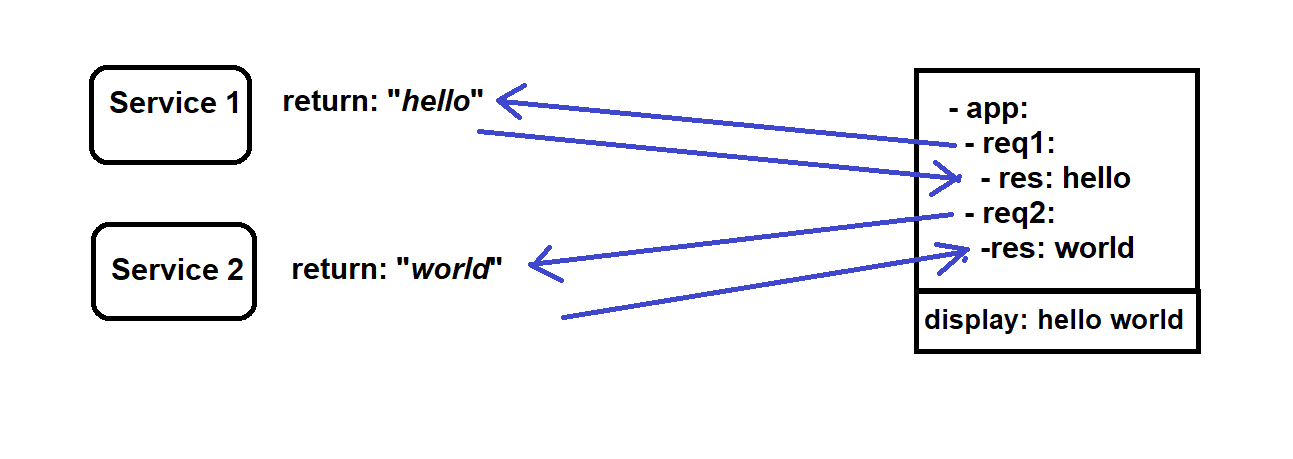 Service 1
return: "hello"
- app:
- req1:
- res: hello
- req2:
-res: world
Service 2
return: "world"
display: hello world